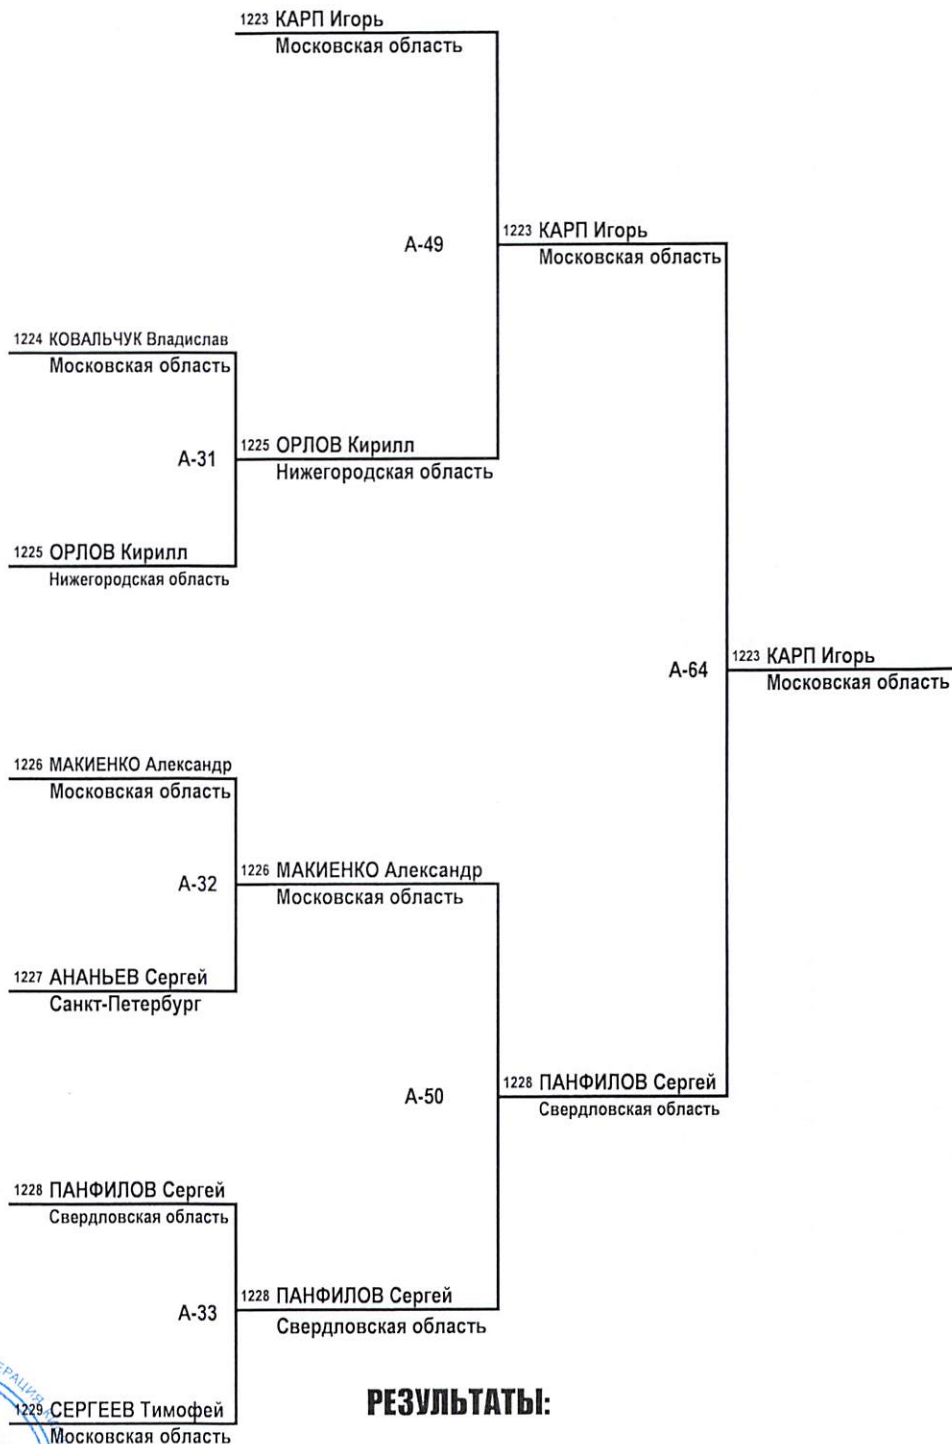 1223 КАРП Игорь
Московская область
А-49
1223 КАРП Игорь
Московская область
1224 КОВАЛЬЧУК Владислав
Московская область
А-31
1225 ОРЛОВ Кирилл
Нижегородская область
1225 ОРЛОВ Кирилл
Нижегородская область
А-64
1223 КАРП Игорь
Московская область
1226 МАКИЕНКО Александр
Московская область
А-32
1226 МАКИЕНКО Александр
Московская область
1227 АНАНЬЕВ Сергей
Санкт-Петербург
А-50
1228 ПАНФИЛОВ Сергей
Свердловская область
1228 ПАНФИЛОВ Сергей
Свердловская область
А-33
1228 ПАНФИЛОВ Сергей
Свердловская область
1229 СЕРГЕЕВ Тимофей
Московская область
РЕЗУЛЬТАТЫ: